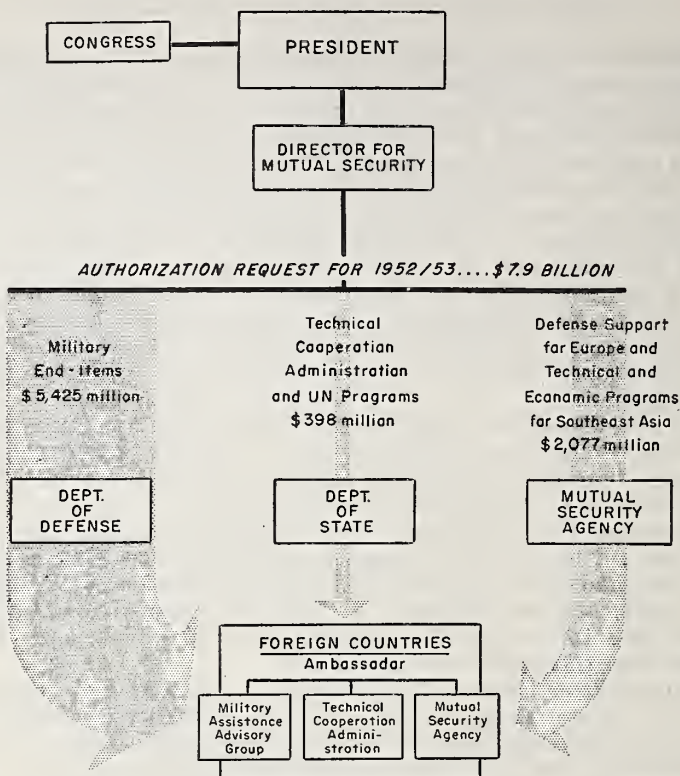 CONGRESS
PRESIDENT
DIRECTOR FOR
MUTUAL SECURITY
AUTHORIZATION REQUEST FOR 1952/53....$7.9 BILLION
Military
End-Items
$5,425 million
Technical
Cooperation
Administration
and UN Programs
$398 million
Defense Support
for Europe and
Technical and
Economic Programs
for Southeast Asia
$2,077 million
DEPT.
OF
DEFENSE
DEPT.
OF
STATE
MUTUAL
SECURITY
AGENCY
FOREIGN COUNTRIES
Ambassador
Military
Assistance
Advisory
Group
Technical
Cooperation
Admini-
stration
Mutual
Security
Agency